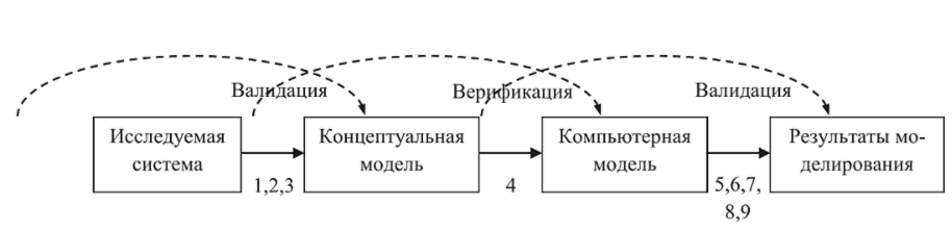 Валидация
Верификация
Валидация
Исследуемая
система
Концептуальная
модель
Компьютерная
модель
Результаты мо-
делирования
1,2,3
4
5,6,7,
8,9